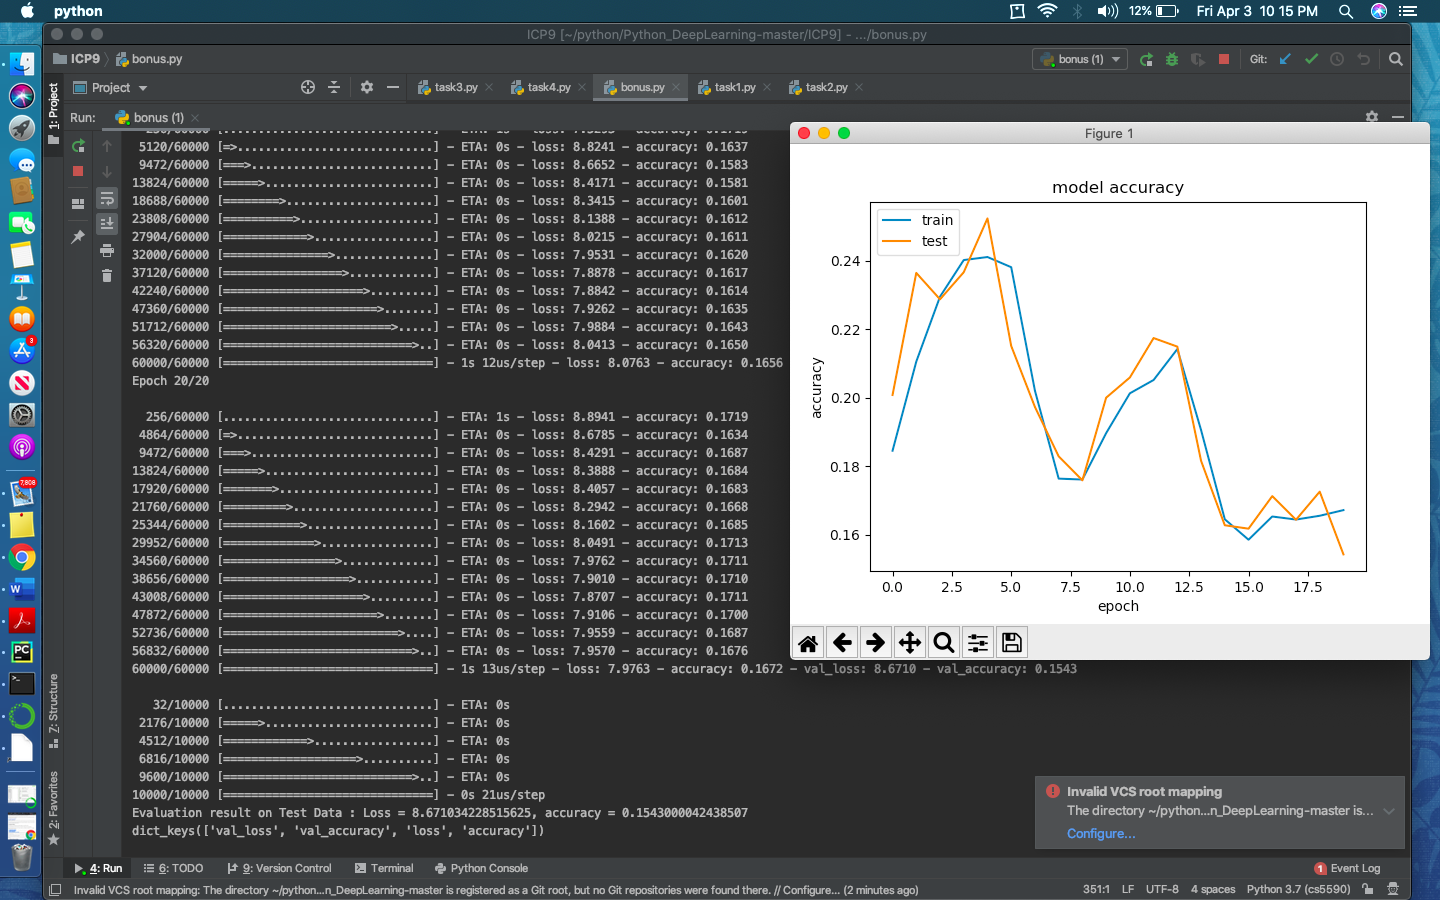 python
12%
Fri Apr 3 10 15 PM
ICP9 [~/python/Python_DeepLearning-master/ICP9] - .../bonus.py
ICP9
bonus.py
bonus (1)
Git:
Project
task3.py
task4.py
bonus.py
task1.py
task2.py
1: Project
Run:
bonus (1)
5120/60000 [=>............................] - ETA: 0s - loss: 8.8241 - accuracy: 0.1637
9472/60000 [===>..........................] - ETA: 0s - loss: 8.6652 - accuracy: 0.1583
13824/60000 [=====>........................] - ETA: 0s - loss: 8.4171 - accuracy: 0.1581
18688/60000 [========>.....................] - ETA: 0s - loss: 8.3415 - accuracy: 0.1601
23808/60000 [==========>...................] - ETA: 0s - loss: 8.1388 - accuracy: 0.1612
27904/60000 [============>.................] - ETA: 0s - loss: 8.0215 - accuracy: 0.1611
32000/60000 [===============>..............] - ETA: 0s - loss: 7.9531 - accuracy: 0.1620
37120/60000 [=================>............] - ETA: 0s - loss: 7.8878 - accuracy: 0.1617
42240/60000 [====================>.........] - ETA: 0s - loss: 7.8842 - accuracy: 0.1614
47360/60000 [======================>.......] - ETA: 0s - loss: 7.9262 - accuracy: 0.1635
51712/60000 [========================>.....] - ETA: 0s - loss: 7.9884 - accuracy: 0.1643
56320/60000 [===========================>..] - ETA: 0s - loss: 8.0413 - accuracy: 0.1650
60000/60000 [==============================] - 1s 12us/step - loss: 8.0763 - accuracy: 0.1656
Epoch 20/20
256/60000 [..............................] - ETA: 1s - loss: 8.8941 - accuracy: 0.1719
4864/60000 [=>............................] - ETA: 0s - loss: 8.6785 - accuracy: 0.1634
9472/60000 [===>..........................] - ETA: 0s - loss: 8.4291 - accuracy: 0.1687
13824/60000 [=====>........................] - ETA: 0s - loss: 8.3888 - accuracy: 0.1684
17920/60000 [=======>......................] - ETA: 0s - loss: 8.4057 - accuracy: 0.1683
21760/60000 [=========>....................] - ETA: 0s - loss: 8.2942 - accuracy: 0.1668
25344/60000 [===========>..................] - ETA: 0s - loss: 8.1602 - accuracy: 0.1685
29952/60000 [=============>................] - ETA: 0s - loss: 8.0491 - accuracy: 0.1713
34560/60000 [================>.............] - ETA: 0s - loss: 7.9762 - accuracy: 0.1711
38656/60000 [==================>...........] - ETA: 0s - loss: 7.9010 - accuracy: 0.1710
43008/60000 [====================>.........] - ETA: 0s - loss: 7.8707 - accuracy: 0.1711
47872/60000 [======================>.......] - ETA: 0s - loss: 7.9106 - accuracy: 0.1700
52736/60000 [=========================>....] - ETA: 0s - loss: 7.9559 - accuracy: 0.1687
56832/60000 [===========================>..] - ETA: 0s - loss: 7.9570 - accuracy: 0.1676
60000/60000 [==============================] - 1s 13us/step - loss: 7.9763 - accuracy: 0.1672 - val_loss: 8.6710 - val_accuracy: 0.1543
32/10000 [..............................] - ETA: 0s
2176/10000 [=====>........................] - ETA: 0s
4512/10000 [============>.................] - ETA: 0s
6816/10000 [===================>..........] - ETA: 0s
9600/10000 [===========================>..] - ETA: 0s
10000/10000 [==============================] - 0s 21us/step
Evaluation result on Test Data : Loss = 8.671034228515625, accuracy = 0.1543000042438507
dict_keys(['val_loss', 'val_accuracy', 'loss', 'accuracy'])
Figure 1
model accuracy
train
test
accuracy
0.24
0.22
0.20
0.18
0.16
0.0 2.5 5.0 7.5 10.0 12.5 15.0 17.5
epoch
3
7,808
Z: Structure
2: Favorites
Invalid VCS root mapping
The directory ~/python...n_DeepLearning-master is...
Configure...
4: Run
6: TODO
9: Version Control
Terminal
Python Console
1 Event Log
Invalid VCS root mapping: The directory ~/python...n_DeepLearning-master is registered as a Git root, but no Git repositories were found there. // Configure... (2 minutes ago)
351:1 LF UTF-8 4 spaces Python 3.7 (cs5590)